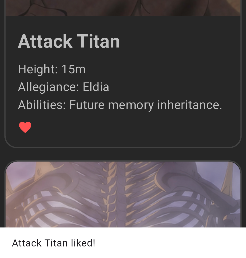 Attack Titan
Height: 15m
Allegiance: Eldia
Abilities: Future memory inheritance.
Attack Titan liked!